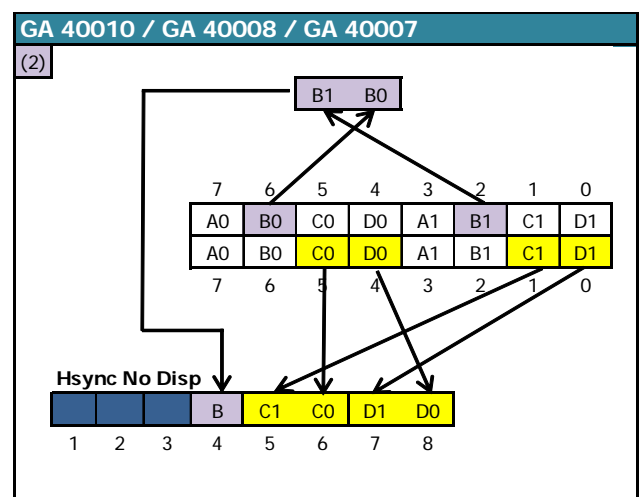 GA 40010 / GA 40008 / GA 40007
(2)
B1 B0
7 6 5 4 3 2 1 0
A0 B0 C0 D0 A1 B1 C1 D1
A0 B0 C0 D0 A1 B1 C1 D1
7 6 5 4 3 2 1 0
Hsync No Disp
B C1 C0 D1 D0
1 2 3 4 5 6 7 8